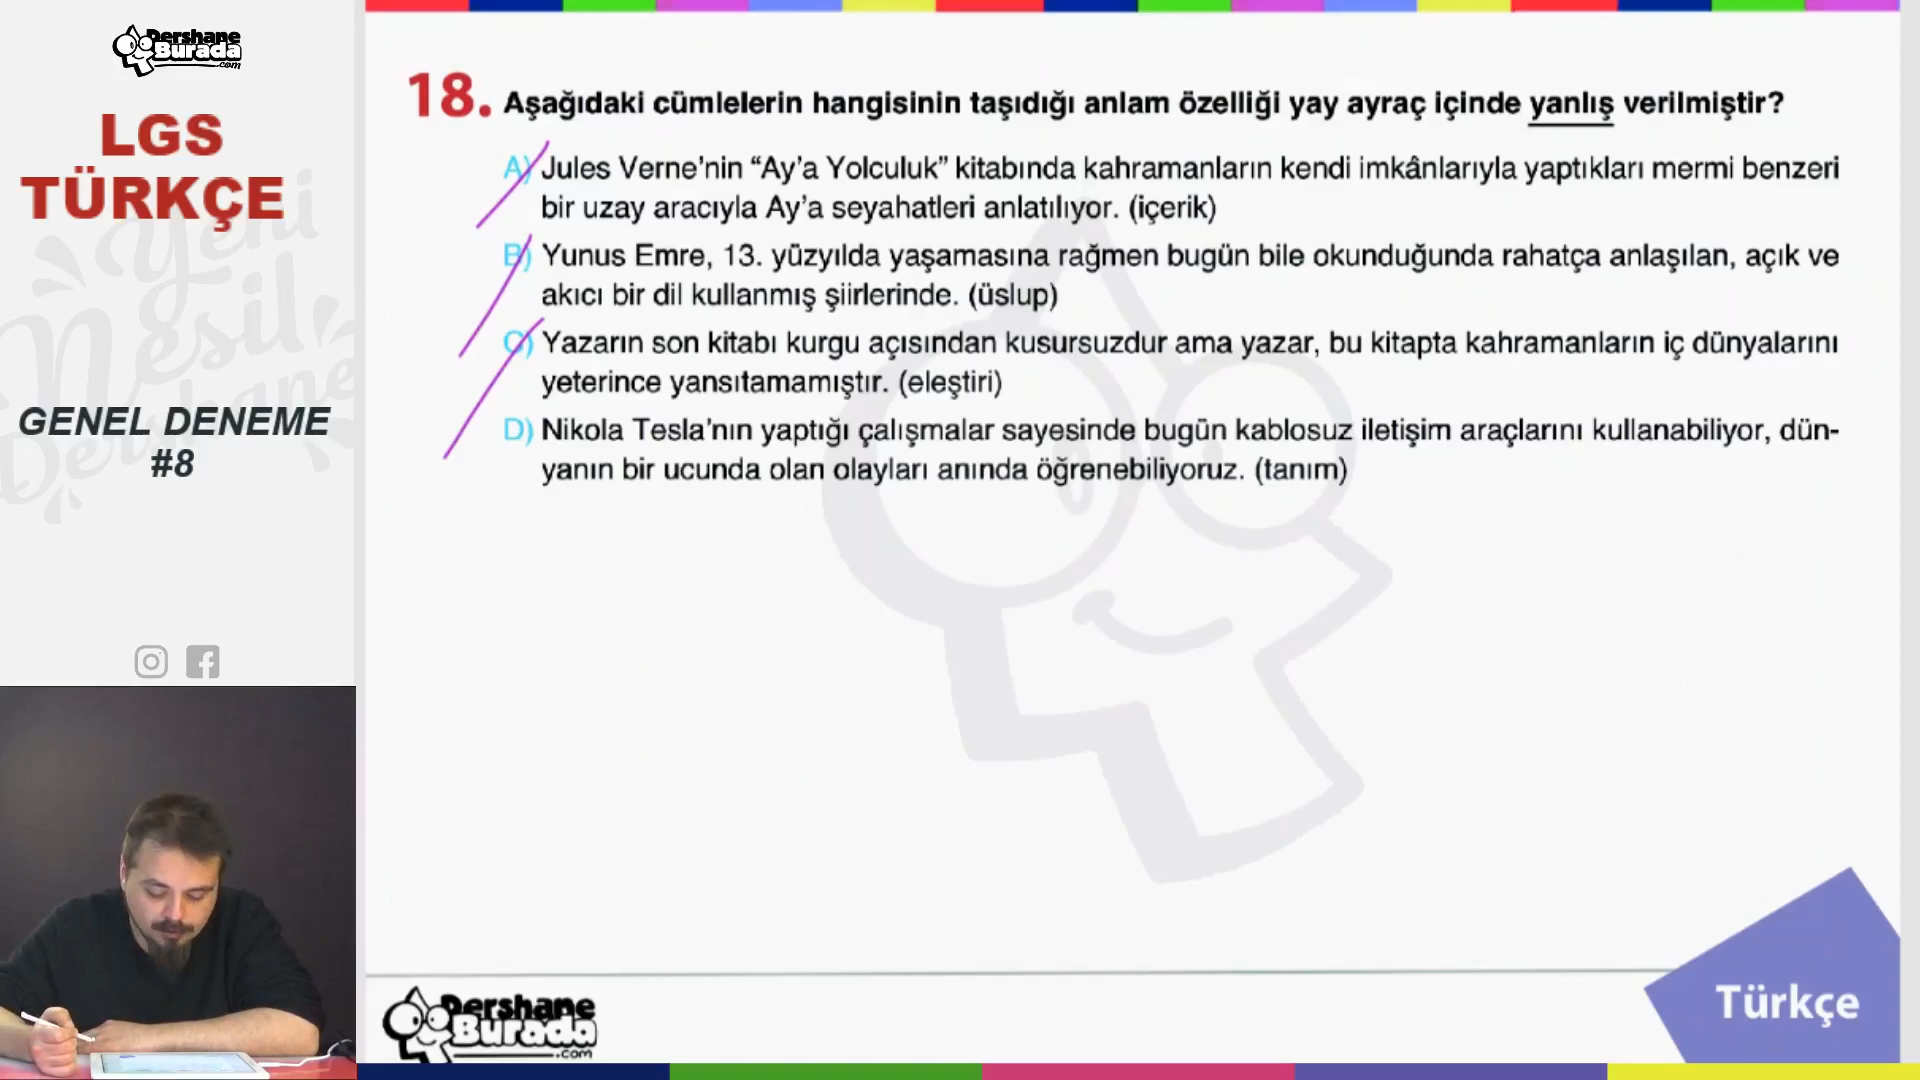 Dershane
Burada
.com
LGS
TÜRKÇE
Yeni
Nesil
Dershane
GENEL DENEME
#8
18. Aşağıdaki cümlelerin hangisinin taşıdığı anlam özelliği yay ayraç içinde yanlış verilmiştir?
A) Jules Verne’nin “Ay’a Yolculuk” kitabında kahramanların kendi imkânlarıyla yaptıkları mermi benzeri
bir uzay aracıyla Ay’a seyahatleri anlatılıyor. (içerik)
B) Yunus Emre, 13. yüzyılda yaşamasına rağmen bugün bile okunduğunda rahatça anlaşılan, açık ve
akıcı bir dil kullanmış şiirlerinde. (üslup)
C) Yazarın son kitabı kurgu açısından kusursuzdur ama yazar, bu kitapta kahramanların iç dünyalarını
yeterince yansıtamamıştır. (eleştiri)
D) Nikola Tesla’nın yaptığı çalışmalar sayesinde bugün kablosuz iletişim araçlarını kullanabiliyor, dün-
yanın bir ucunda olan olayları anında öğrenebiliyoruz. (tanım)
Dershane
Burada
.com
Türkçe